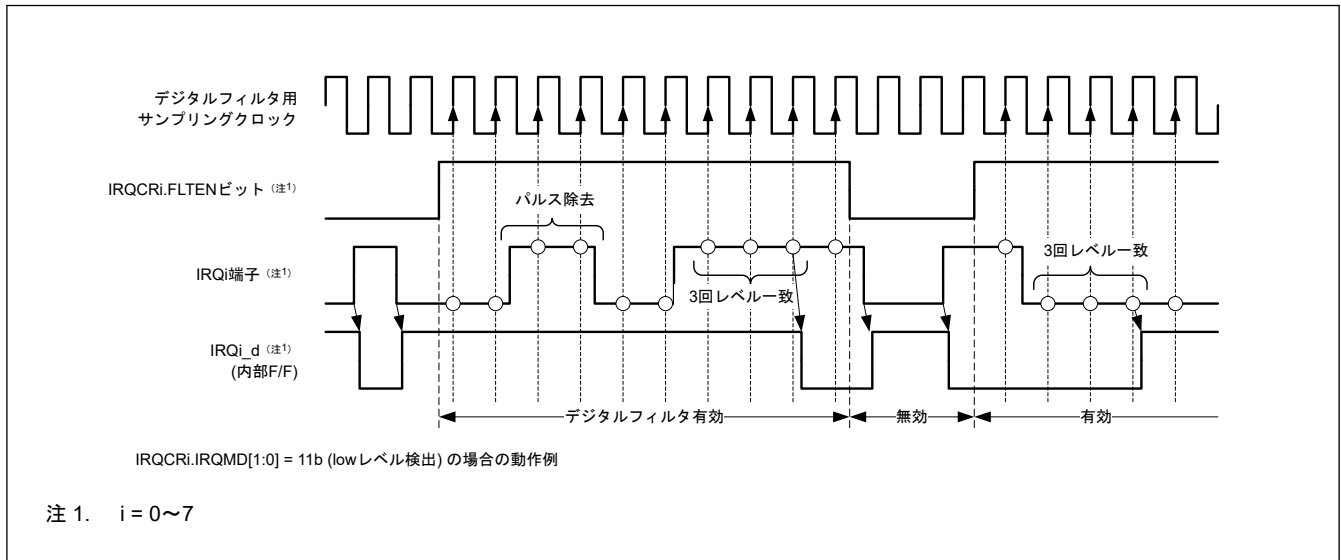 デジタルフィルタ用
サンプリングクロック
IRQCRi.FLTENビット (注1)
パルス除去
IRQi端子 (注1)
3回レベル一致
3回レベル一致
IRQi_d (注1)
(内部F/F)
デジタルフィルタ有効
無効
有効
IRQCRi.IRQMD[1:0] = 11b (lowレベル検出) の場合の動作例
注 1. i = 0～7